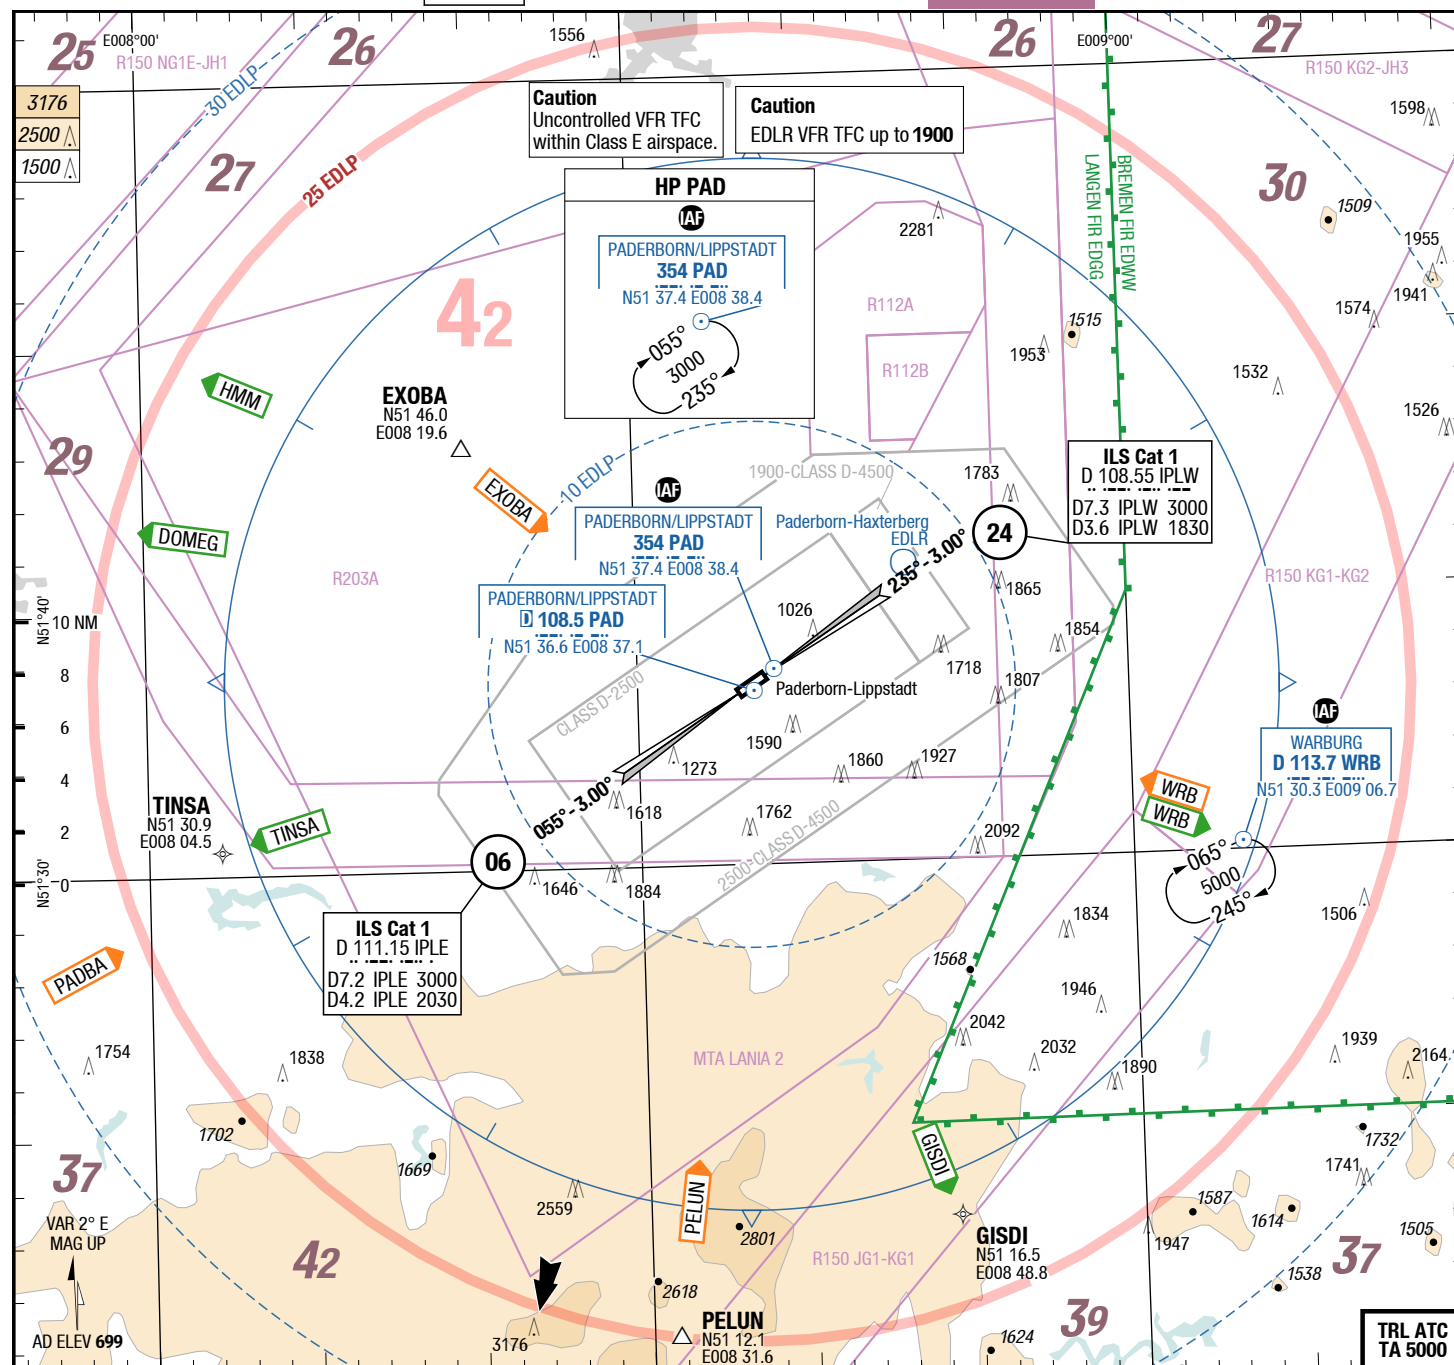 25
E008°00'
R150 NG1E-JH1
26
1556
26
E009°00'
27
R150 KG2-JH3
3176
2500
1500
30 EDLP
27
25 EDLP
Caution
Uncontrolled VFR TFC
within Class E airspace.
Caution
EDLR VFR TFC up to 1900
1598
LANGEN FIR EDGG
BREMEN FIR EDWW
30
1509
HP PAD
IAF
PADERBORN/LIPPSTADT
354 PAD
N51 37.4 E008 38.4
055°
3000
235°
2281
1955
1941
42
R112A
R112B
1515
1953
1574
1532
1526
HMM
EXOBA
N51 46.0
E008 19.6
29
EXOBA
10 EDLP
1900-CLASS D-4500
1783
ILS Cat 1
D 108.55 IPLW
D7.3 IPLW 3000
D3.6 IPLW 1830
IAF
PADERBORN/LIPPSTADT
354 PAD
N51 37.4 E008 38.4
Paderborn-Haxterberg
EDLR
24
235°-3.00°
DOMEG
R203A
R150 KG1-KG2
PADERBORN/LIPPSTADT
D 108.5 PAD
N51 36.6 E008 37.1
1026
1865
1854
N51°40'
10 NM
8
6
4
2
0
N51°30'
1718
1807
Paderborn-Lippstadt
CLASS D-2500
1590
1273
1860
1927
IAF
WARBURG
D 113.7 WRB
N51 30.3 E009 06.7
WRB
WRB
055°-3.00°
1618
1762
2500-CLASS D-4500
2092
TINSA
N51 30.9
E008 04.5
TINSA
06
1646
1884
065°
5000
245°
1506
ILS Cat 1
D 111.15 IPLE
D7.2 IPLE 3000
D4.2 IPLE 2030
1834
1568
1946
PADBA
2042
2032
1890
1939
2164
1754
1838
MTA LANIA 2
1702
1669
GISDI
1732
1741
37
2559
PELUN
2801
1587
1614
1505
1947
VAR 2° E
MAG UP
42
GISDI
N51 16.5
E008 48.8
R150 JG1-KG1
37
1538
2618
39
AD ELEV 699
3176
PELUN
N51 12.1
E008 31.6
1624
TRL ATC
TA 5000